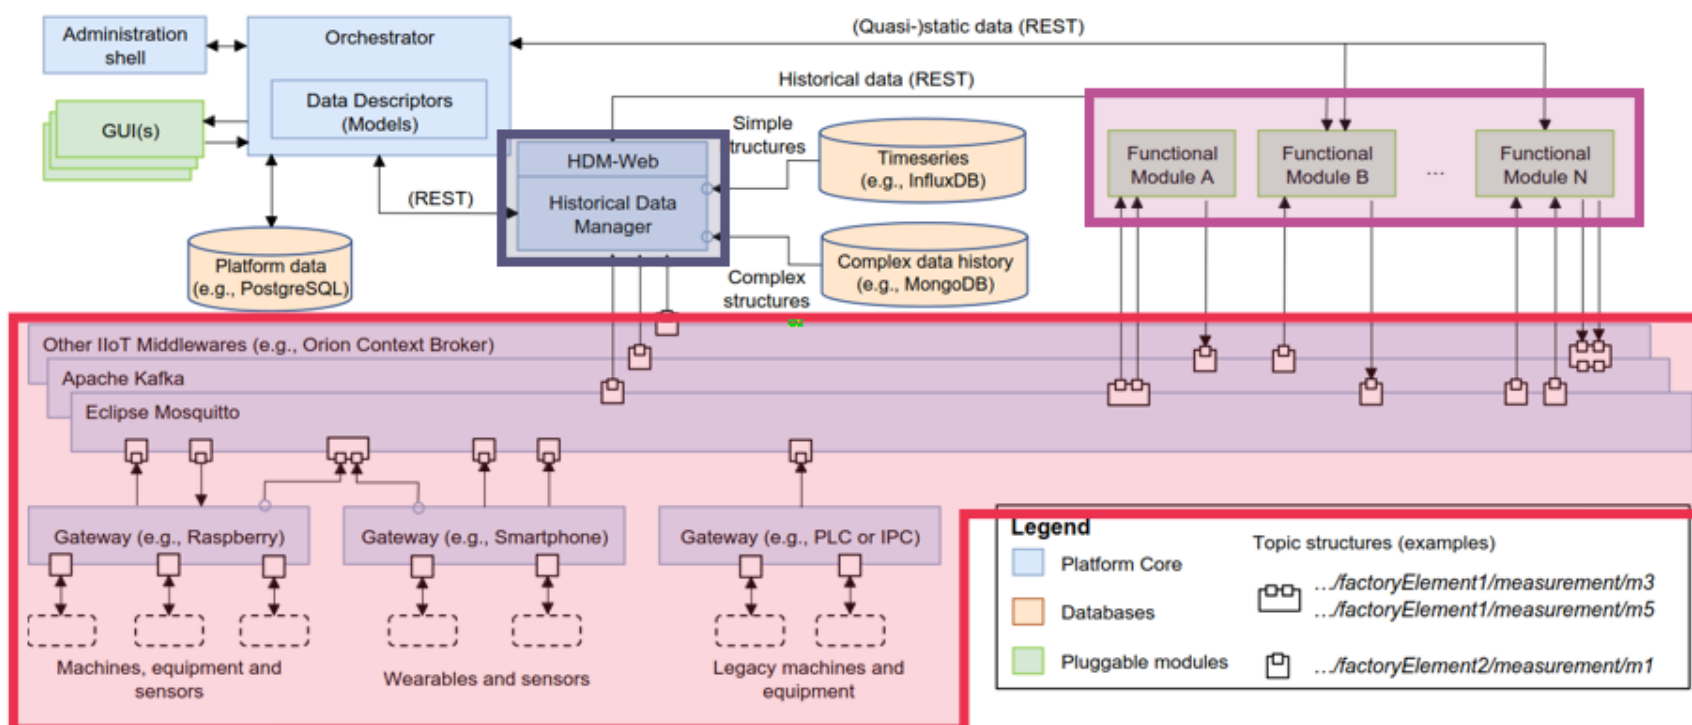 Administration
shell
Orchestrator
Data Descriptors
(Models)
GUI(s)
(Quasi-)static data (REST)
Historical data (REST)
Simple
structures
HDM-Web
Historical Data
Manager
(REST)
Timeseries
(e.g., InfluxDB)
Complex data history
(e.g., MongoDB)
Complex
structures
Platform data
(e.g., PostgreSQL)
Functional
Module A
Functional
Module B
...
Functional
Module N
Other IIoT Middlewares (e.g., Orion Context Broker)
Apache Kafka
Eclipse Mosquitto
Gateway (e.g., Raspberry)
Gateway (e.g., Smartphone)
Gateway (e.g., PLC or IPC)
Machines, equipment and
sensors
Wearables and sensors
Legacy machines and
equipment
Legend
Platform Core
Databases
Pluggable modules
Topic structures (examples)
.../factoryElement1/measurement/m3
.../factoryElement1/measurement/m5
.../factoryElement2/measurement/m1